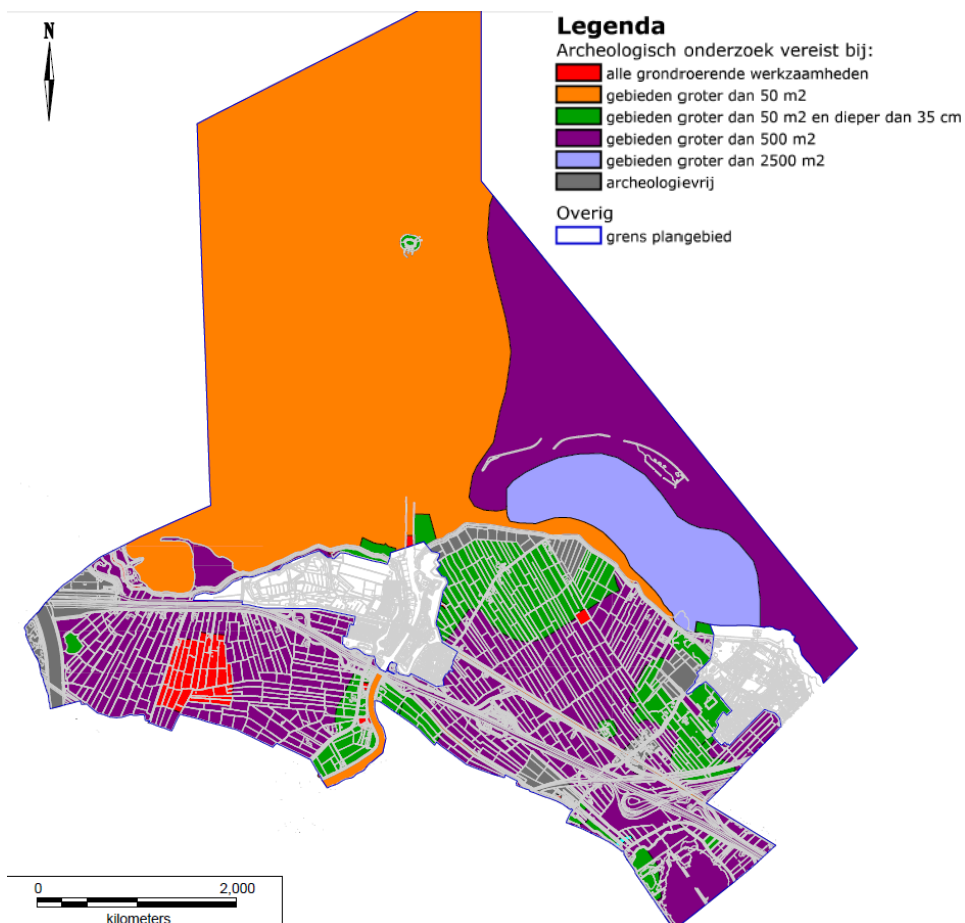 N
Legenda
Archeologisch onderzoek vereist bij:
alle grondroerende werkzaamheden
gebieden groter dan 50 m2
gebieden groter dan 50 m2 en dieper dan 35 cm
gebieden groter dan 500 m2
gebieden groter dan 2500 m2
archeologievrij
Overig
grens plangebied
0 2,000
kilometers